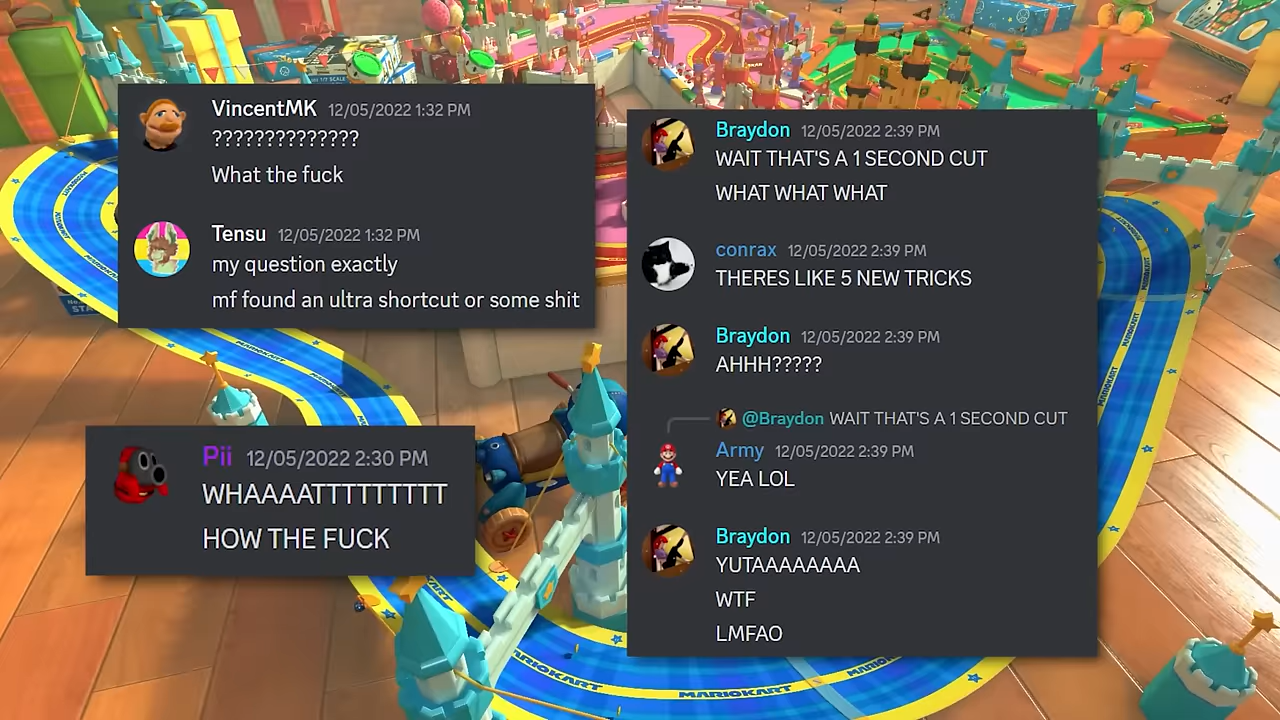 VincentMK 12/05/2022 1:32 PM
??????????????
What the fuck
Tensu 12/05/2022 1:32 PM
my question exactly
mf found an ultra shortcut or some shit
Pii 12/05/2022 2:30 PM
WHAAAATTTTTTTTT
HOW THE FUCK
Braydon 12/05/2022 2:39 PM
WAIT THAT'S A 1 SECOND CUT
WHAT WHAT WHAT
conrax 12/05/2022 2:39 PM
THERES LIKE 5 NEW TRICKS
Braydon 12/05/2022 2:39 PM
AHHH?????
@Braydon WAIT THAT'S A 1 SECOND CUT
Army 12/05/2022 2:39 PM
YEA LOL
Braydon 12/05/2022 2:39 PM
YUTAAAAAAAA
WTF
LMFAO
MARIOKART
MARIOKART
MARIOKART
MARIOKART